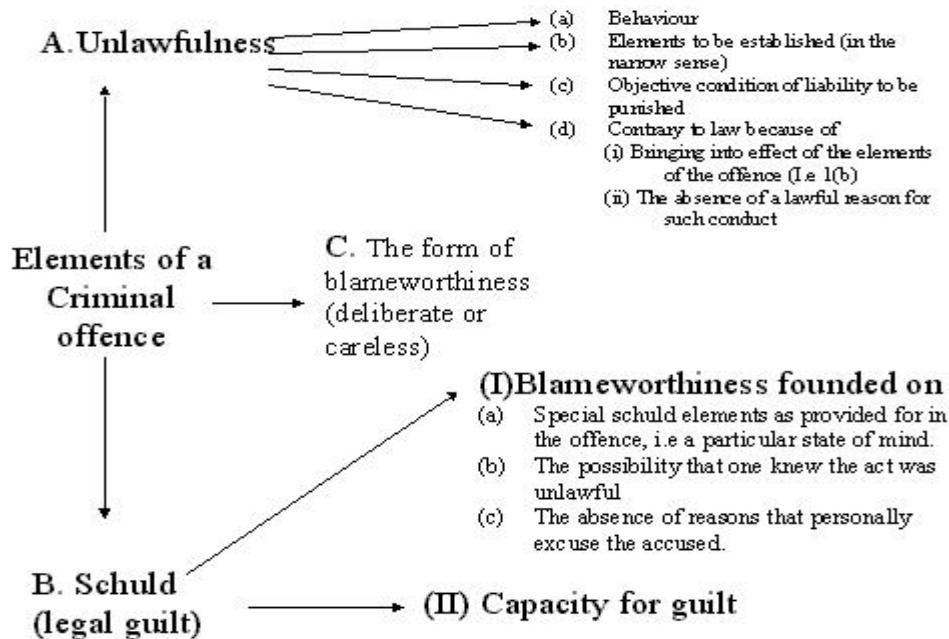 A. Unlawfulness
(a) Behaviour
(b) Elements to be established (in the
narrow sense)
(c) Objective condition of liability to be
punished
(d) Contrary to law because of
(i) Bringing into effect of the elements
of the offence (I.e 1(b)
(ii) The absence of a lawful reason for
such conduct
Elements of a
Criminal
offence
C. The form of
blameworthiness
(deliberate or
careless)
(I)Blameworthiness founded on
(a) Special schuld elements as provided for in
the offence, i.e a particular state of mind.
(b) The possibility that one knew the act was
unlawful
(c) The absence of reasons that personally
excuse the accused.
B. Schuld
(legal guilt)
(II) Capacity for guilt